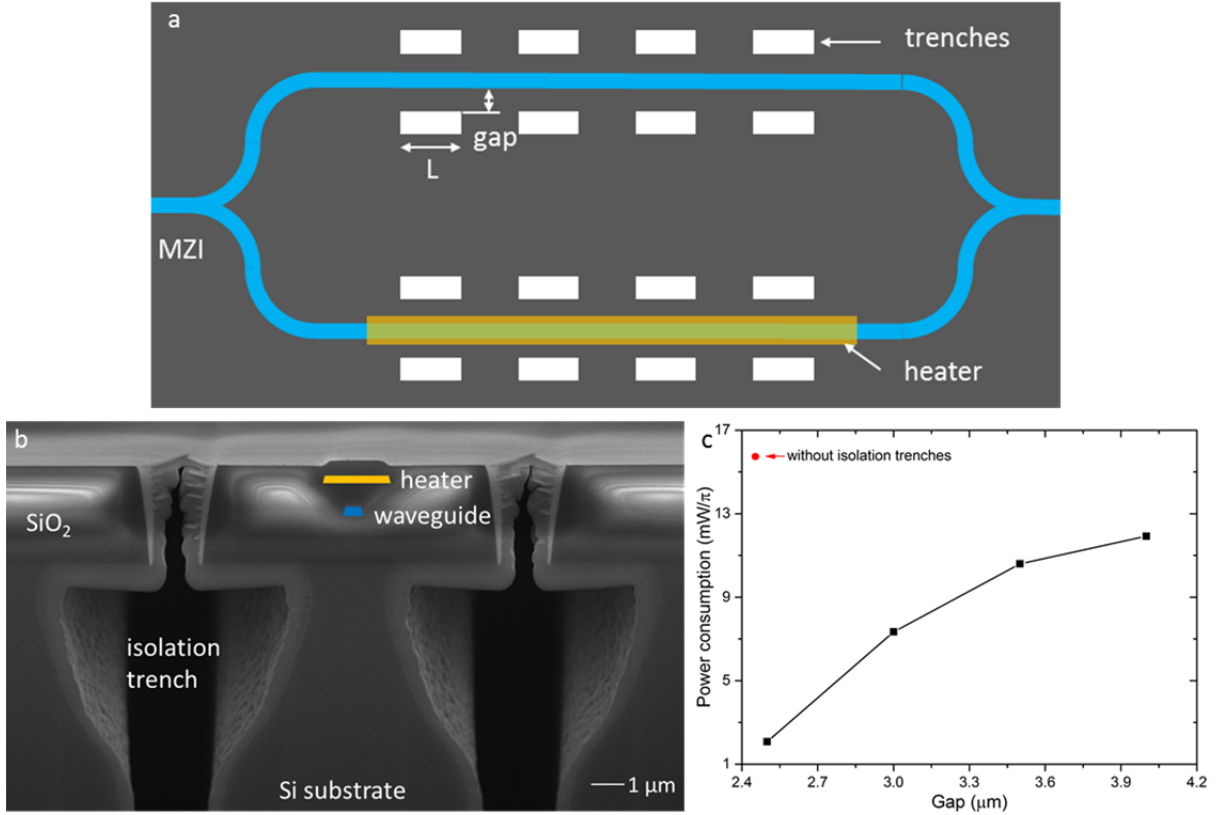 a
trenches
gap
L
MZI
heater
b
heater
SiO₂
waveguide
isolation
trench
Si substrate
1 μm
c
17
without isolation trenches
13
9
5
1
Power consumption (mW/π)
2.4 2.7 3.0 3.3 3.6 3.9 4.2
Gap (μm)